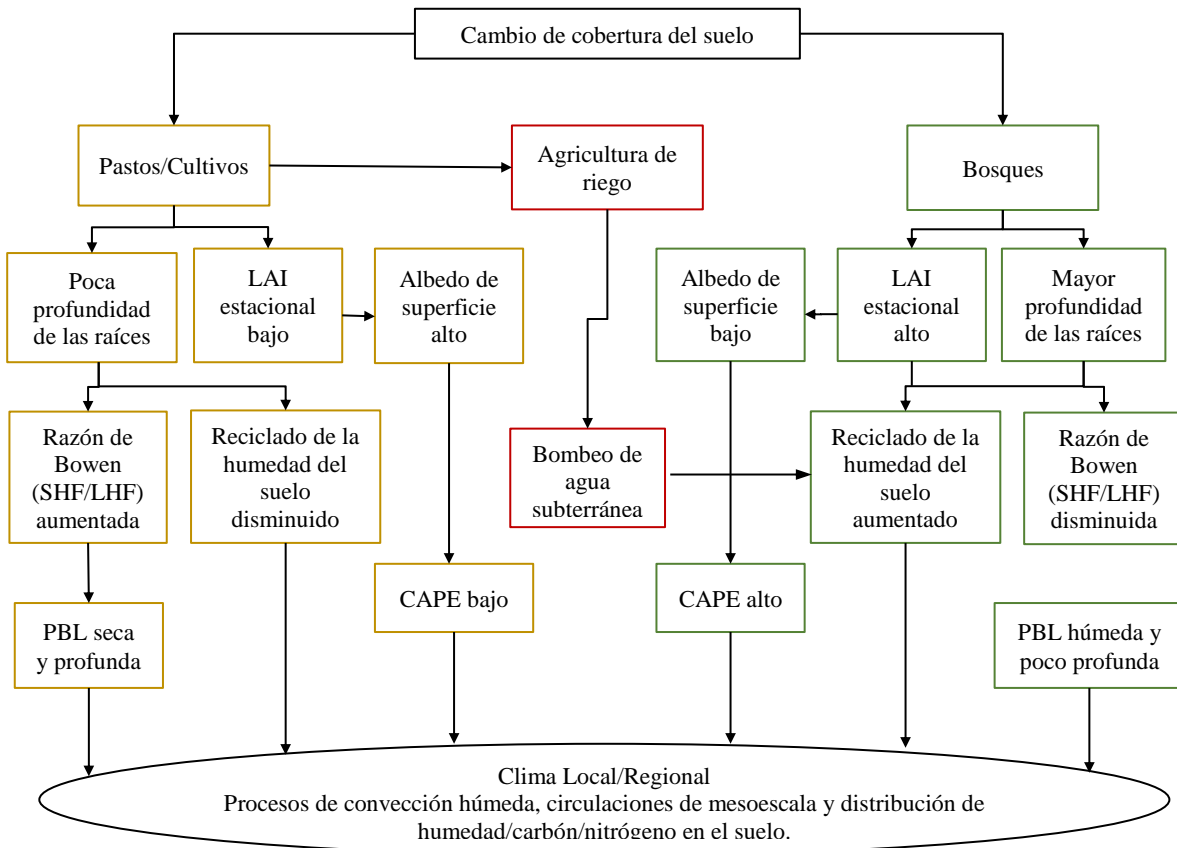 Cambio de cobertura del suelo
Pastos/Cultivos
Agricultura de
riego
Bosques
Poca
profundidad
de las raíces
LAI
estacional
bajo
Albedo de
superficie
alto
Albedo de
superficie
bajo
LAI
estacional
alto
Mayor
profundidad
de las raíces
Razón de
Bowen
(SHF/LHF)
aumentada
Reciclado de la
humedad del
suelo
disminuido
Bombeo de
agua
subterránea
Reciclado de la
humedad del
suelo
aumentado
Razón de
Bowen
(SHF/LHF)
disminuida
CAPE bajo
CAPE alto
PBL seca
y profunda
PBL húmeda y
poco profunda
Clima Local/Regional
Procesos de convección húmeda, circulaciones de mesoescala y distribución de
humedad/carbón/nitrógeno en el suelo.